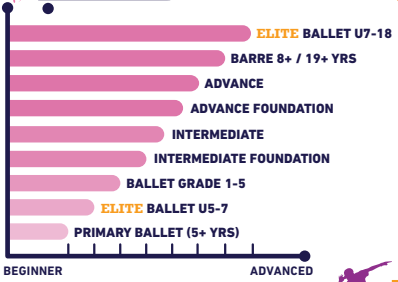 ELITE BALLET U7-18
BARRE 8+ / 19+ YRS
ADVANCE
ADVANCE FOUNDATION
INTERMEDIATE
INTERMEDIATE FOUNDATION
BALLET GRADE 1-5
ELITE BALLET U5-7
PRIMARY BALLET (5+ YRS)
BEGINNER
ADVANCED